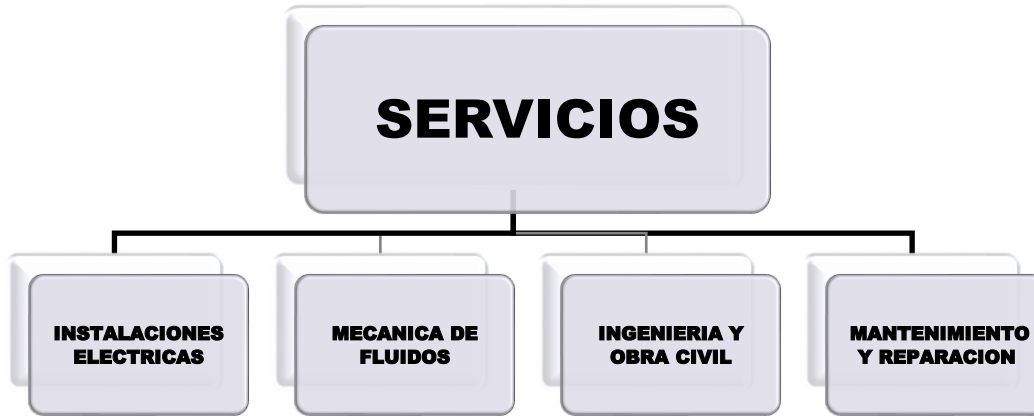 SERVICIOS
INSTALACIONES
ELECTRICAS
MECANICA DE
FLUIDOS
INGENIERIA Y
OBRA CIVIL
MANTENIMIENTO
Y REPARACION